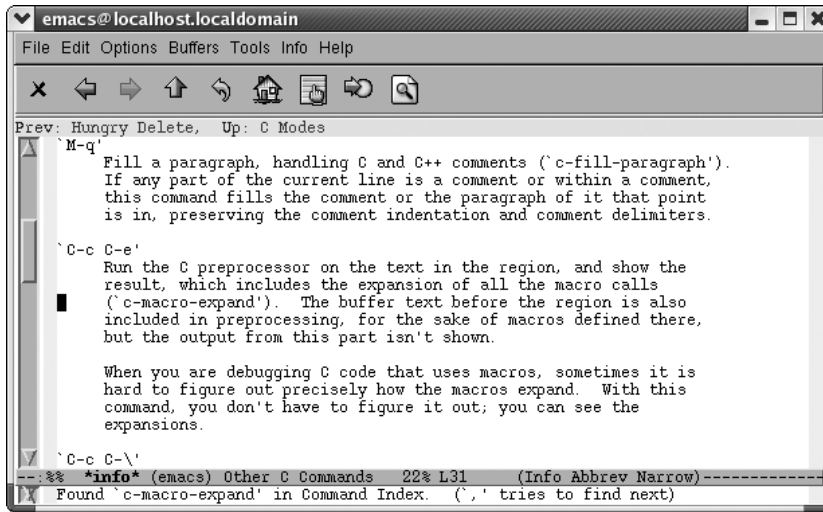 emacs@localhost.localdomain
File Edit Options Buffers Tools Info Help
Prev: Hungry Delete,  Up: C Modes
`M-q'
Fill a paragraph, handling C and C++ comments (`c-fill-paragraph').
If any part of the current line is a comment or within a comment,
this command fills the comment or the paragraph of it that point
is in, preserving the comment indentation and comment delimiters.
`C-c C-e'
Run the C preprocessor on the text in the region, and show the
result, which includes the expansion of all the macro calls
(`c-macro-expand').  The buffer text before the region is also
included in preprocessing, for the sake of macros defined there,
but the output from this part isn't shown.
When you are debugging C code that uses macros, sometimes it is
hard to figure out precisely how the macros expand.  With this
command, you don't have to figure it out; you can see the
expansions.
`C-c C-\'
--:%%  *info* (emacs) Other C Commands   22% L31     (Info Abbrev Narrow)-------------
Found `c-macro-expand' in Command Index.  (`,' tries to find next)